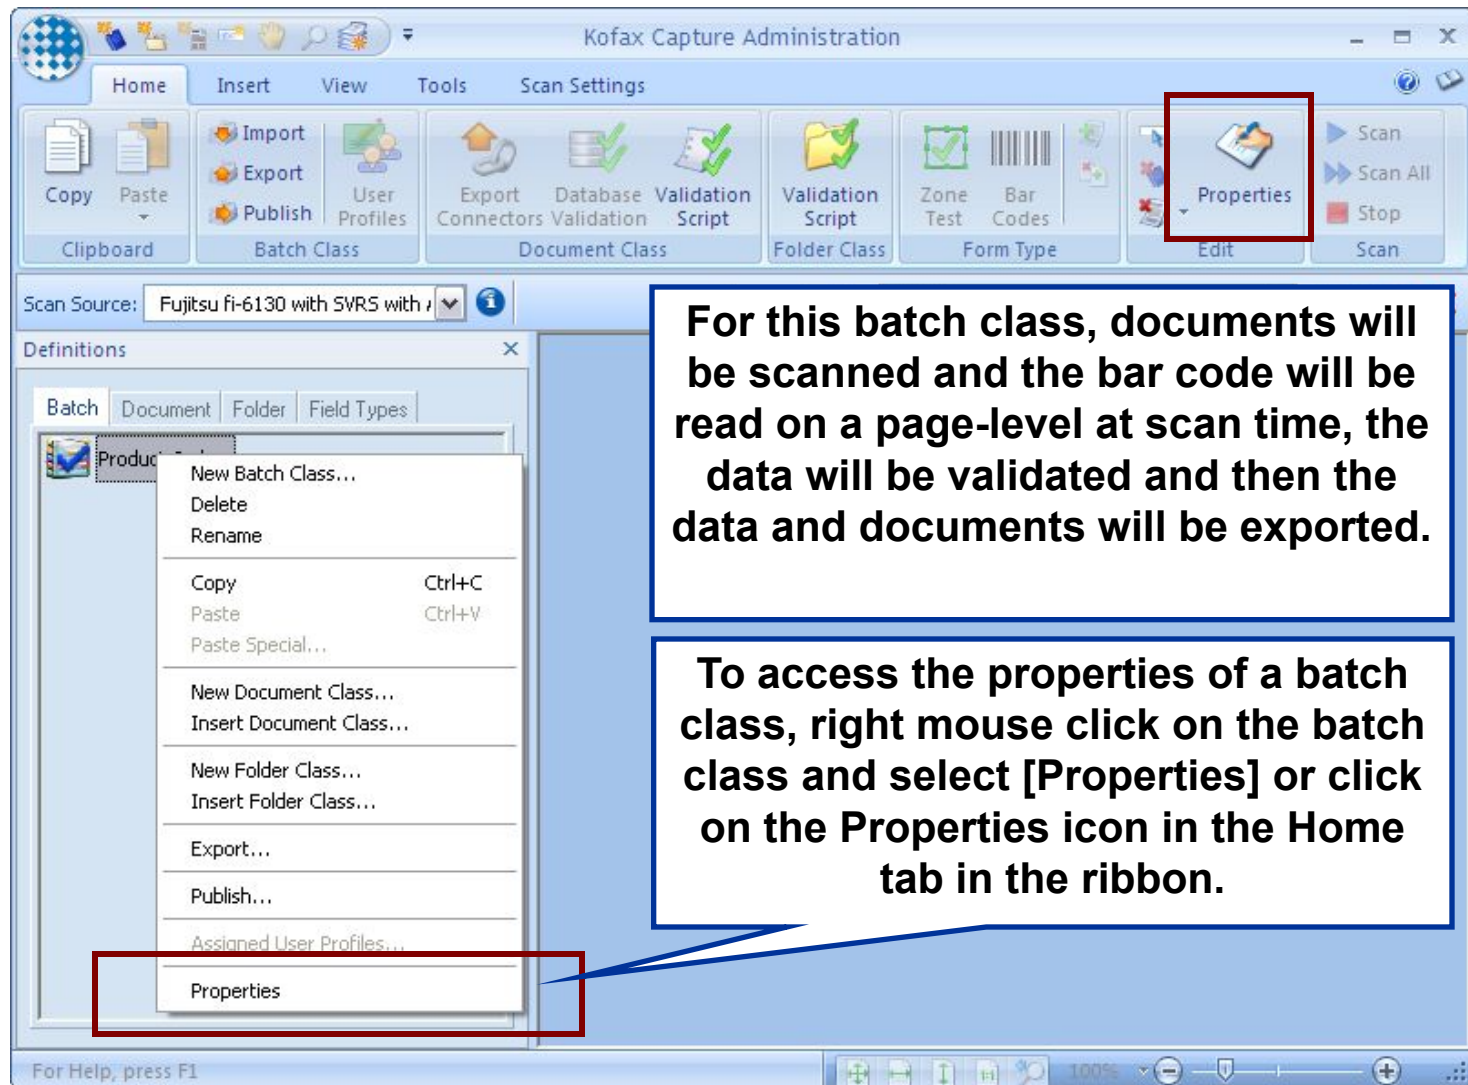 Kofax Capture Administration
Home Insert View Tools Scan Settings
Copy Paste
Import
Export
Publish
User Profiles
Export Connectors
Database Validation
Validation Script
Validation Script
Zone Test
Bar Codes
Properties
Scan
Scan All
Stop
Clipboard Batch Class Document Class Folder Class Form Type Edit Scan
Scan Source: Fujitsu fi-6130 with SVRS with
Definitions
Batch Document Folder Field Types
New Batch Class...
Delete
Rename
Copy Ctrl+C
Paste Ctrl+V
Paste Special...
New Document Class...
Insert Document Class...
New Folder Class...
Insert Folder Class...
Export...
Publish...
Assigned User Profiles...
Properties
For this batch class, documents will
be scanned and the bar code will be
read on a page-level at scan time, the
data will be validated and then the
data and documents will be exported.
To access the properties of a batch
class, right mouse click on the batch
class and select [Properties] or click
on the Properties icon in the Home
tab in the ribbon.
For Help, press F1
100%